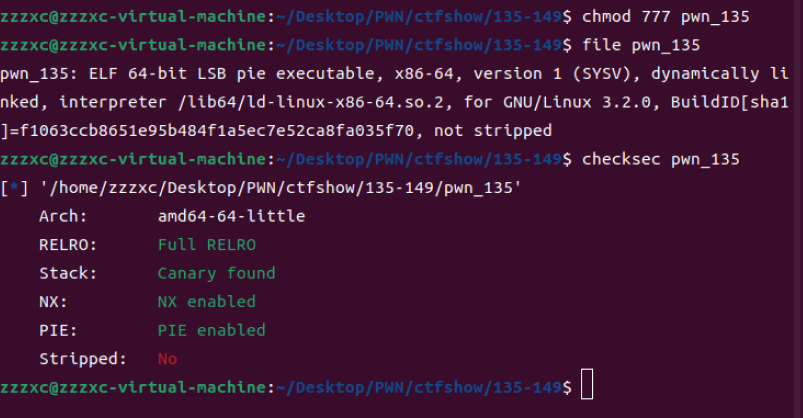 zzzxc@zzzxc-virtual-machine:~/Desktop/PWN/ctfshow/135-149$ chmod 777 pwn_135
zzzxc@zzzxc-virtual-machine:~/Desktop/PWN/ctfshow/135-149$ file pwn_135
pwn_135: ELF 64-bit LSB pie executable, x86-64, version 1 (SYSV), dynamically li
nked, interpreter /lib64/ld-linux-x86-64.so.2, for GNU/Linux 3.2.0, BuildID[sha1
]=f1063ccb8651e95b484f1a5ec7e52ca8fa035f70, not stripped
zzzxc@zzzxc-virtual-machine:~/Desktop/PWN/ctfshow/135-149$ checksec pwn_135
[*] '/home/zzzxc/Desktop/PWN/ctfshow/135-149/pwn_135'
    Arch:       amd64-64-little
    RELRO:      Full RELRO
    Stack:      Canary found
    NX:         NX enabled
    PIE:        PIE enabled
    Stripped:   No
zzzxc@zzzxc-virtual-machine:~/Desktop/PWN/ctfshow/135-149$